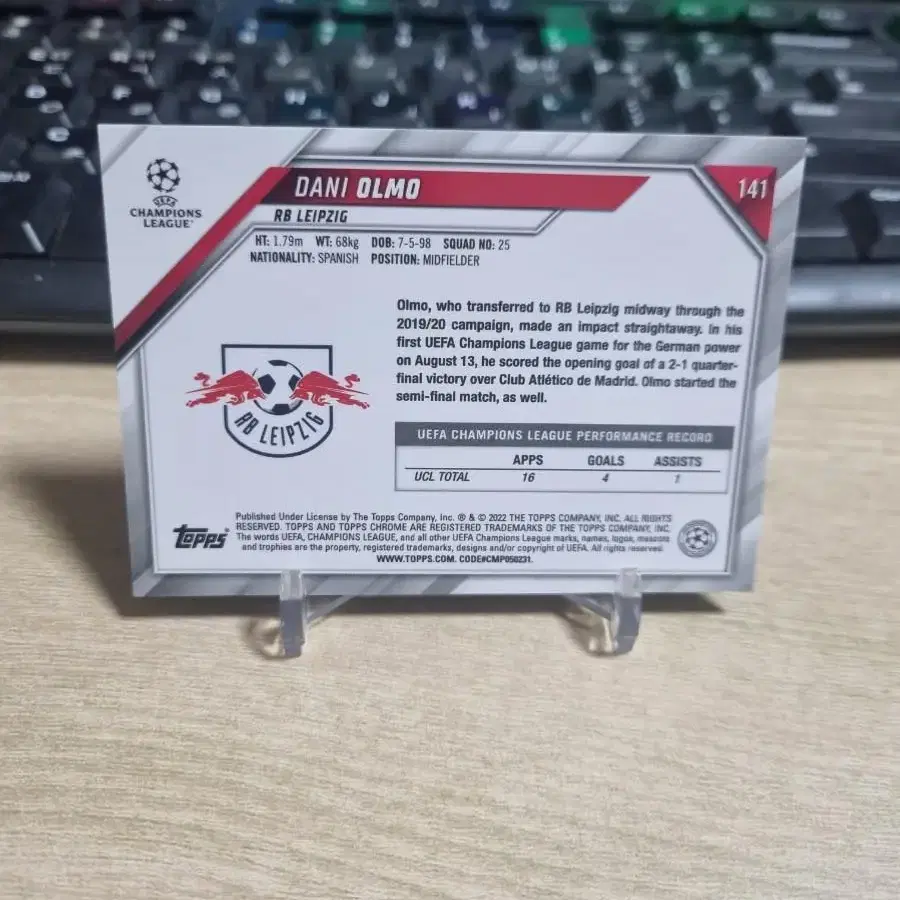 UEFA
CHAMPIONS
LEAGUE
DANI OLMO
141
RB LEIPZIG
HT: 1.79m WT: 68kg DOB: 7-5-98 SQUAD NO: 25
NATIONALITY: SPANISH POSITION: MIDFIELDER
Olmo, who transferred to RB Leipzig midway through the
2019/20 campaign, made an impact straightaway. In his
first UEFA Champions League game for the German power
on August 13, he scored the opening goal of a 2-1 quarter-
final victory over Club Atlético de Madrid. Olmo started the
semi-final match, as well.
RB LEIPZIG
UEFA CHAMPIONS LEAGUE PERFORMANCE RECORD
APPS GOALS ASSISTS
UCL TOTAL 16 4 1
topps
Published Under License by The Topps Company, Inc. ® & © 2022 THE TOPPS COMPANY, INC. ALL RIGHTS
RESERVED. TOPPS AND TOPPS CHROME ARE REGISTERED TRADEMARKS OF THE TOPPS COMPANY, INC.
The words UEFA, CHAMPIONS LEAGUE, and all other UEFA Champions League marks, names, logos, mascots
and trophies are the property, registered trademarks, designs and/or copyright of UEFA. All rights reserved.
WWW.TOPPS.COM. CODE#CMP050231.